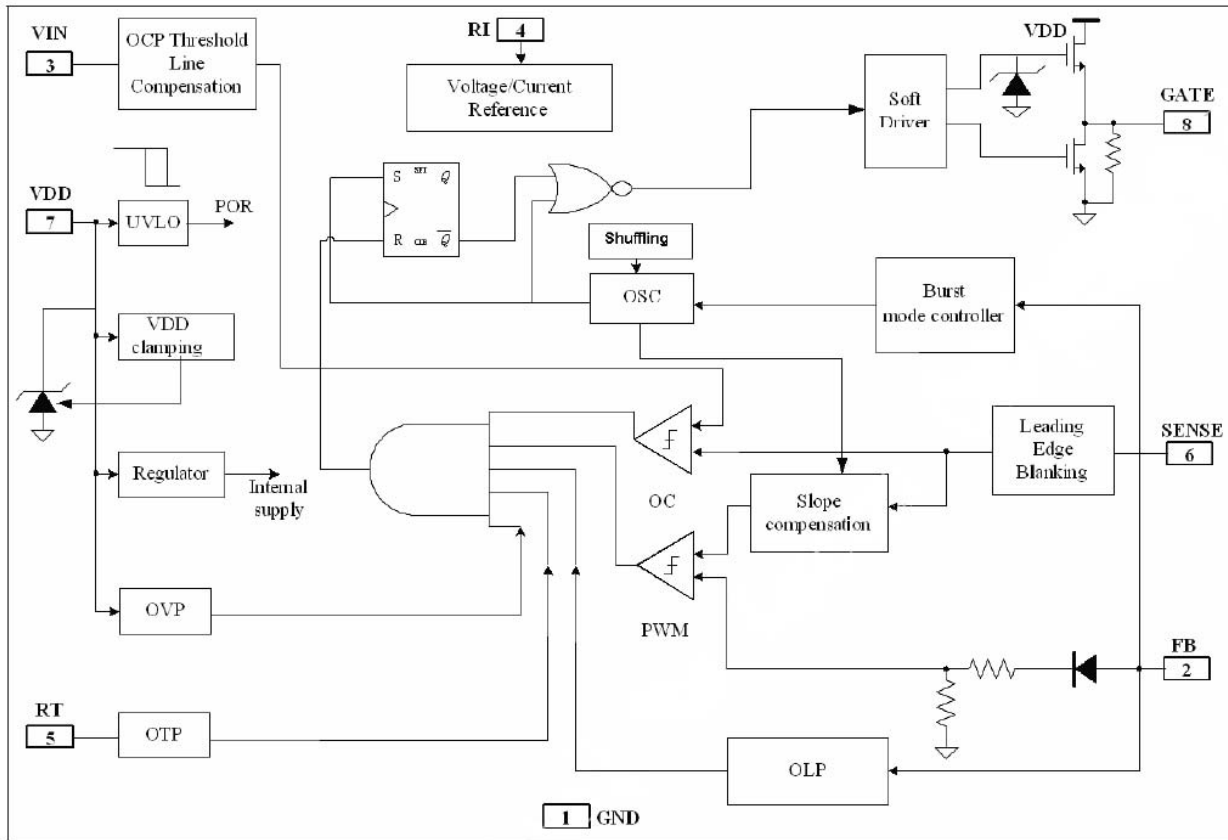 VIN
3
OCP Threshold
Line
Compensation
RI
4
Voltage/Current
Reference
VDD
Soft
Driver
GATE
8
S
Q
R
Q
VDD
7
UVLO
POR
Shuffling
OSC
Burst
mode controller
VDD
clamping
Leading
Edge
Blanking
SENSE
6
Regulator
Internal
supply
OC
Slope
compensation
OVP
PWM
FB
2
RT
5
OTP
OLP
1
GND